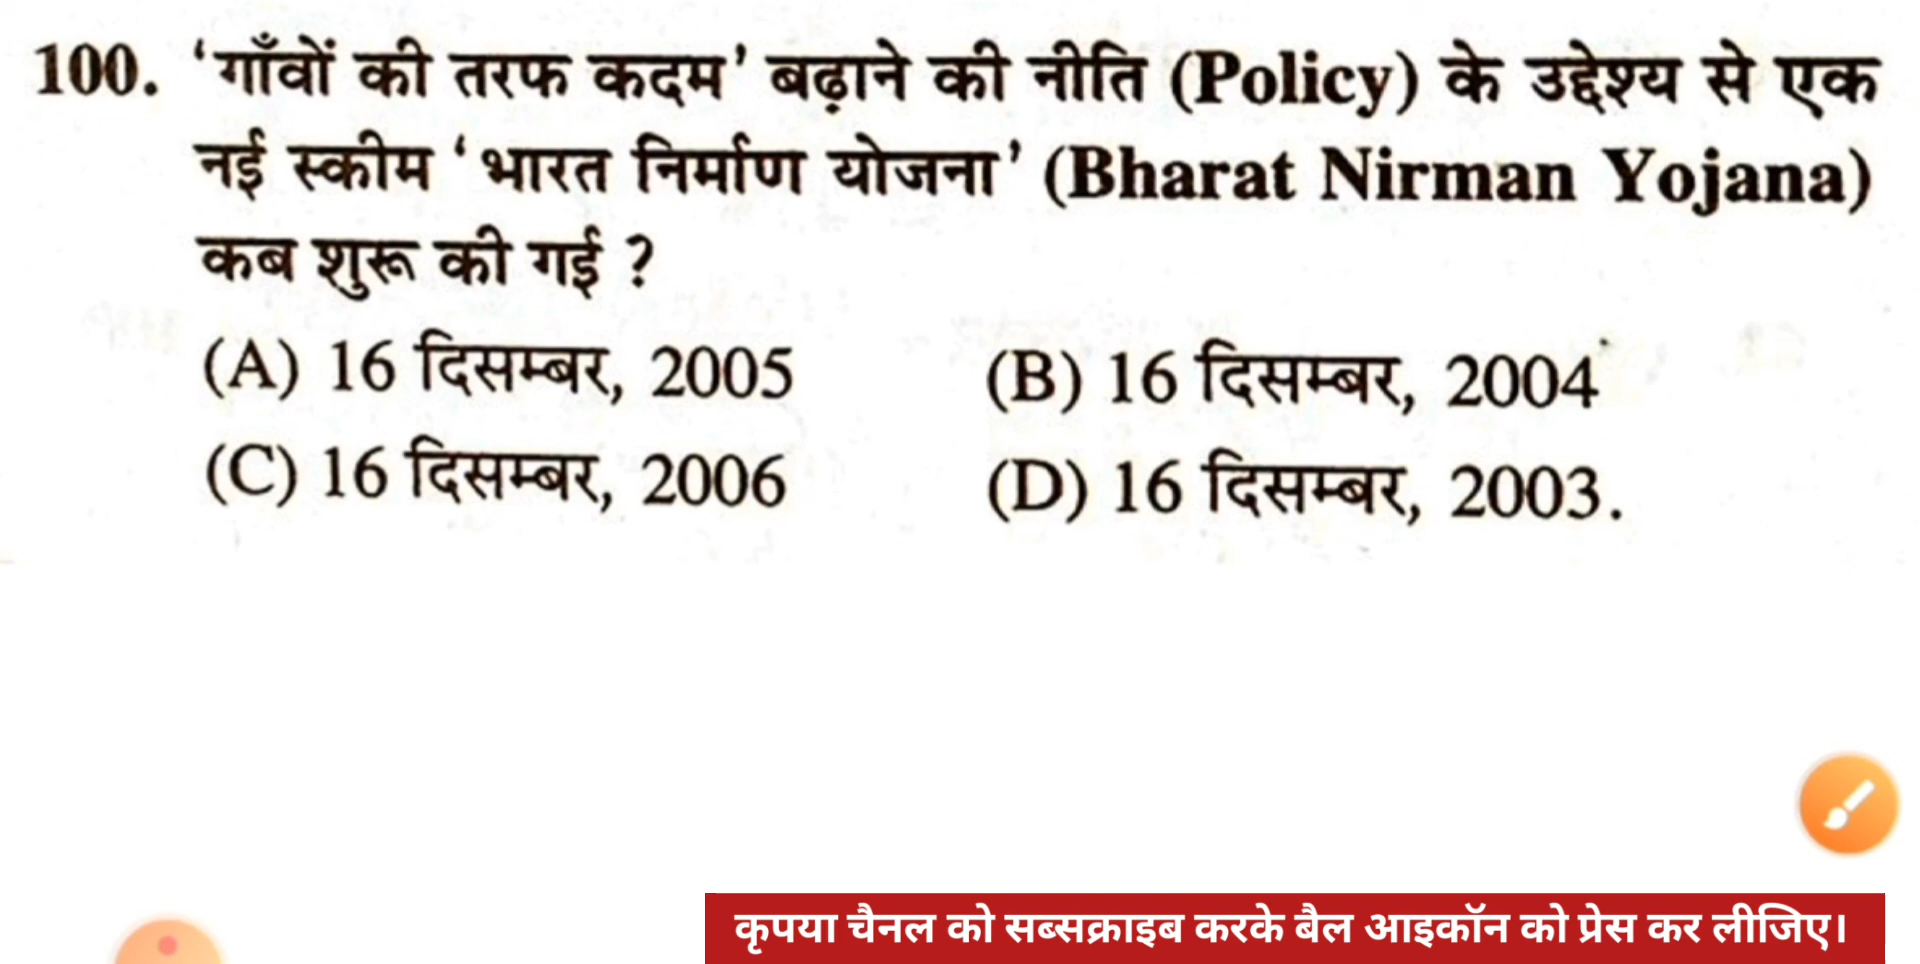 100. ‘गाँवों की तरफ कदम’ बढ़ाने की नीति (Policy) के उद्देश्य से एक
नई स्कीम ‘भारत निर्माण योजना’ (Bharat Nirman Yojana)
कब शुरू की गई ?
(A) 16 दिसम्बर, 2005 (B) 16 दिसम्बर, 2004
(C) 16 दिसम्बर, 2006 (D) 16 दिसम्बर, 2003.
कृपया चैनल को सब्सक्राइब करके बैल आइकॉन को प्रेस कर लीजिए।